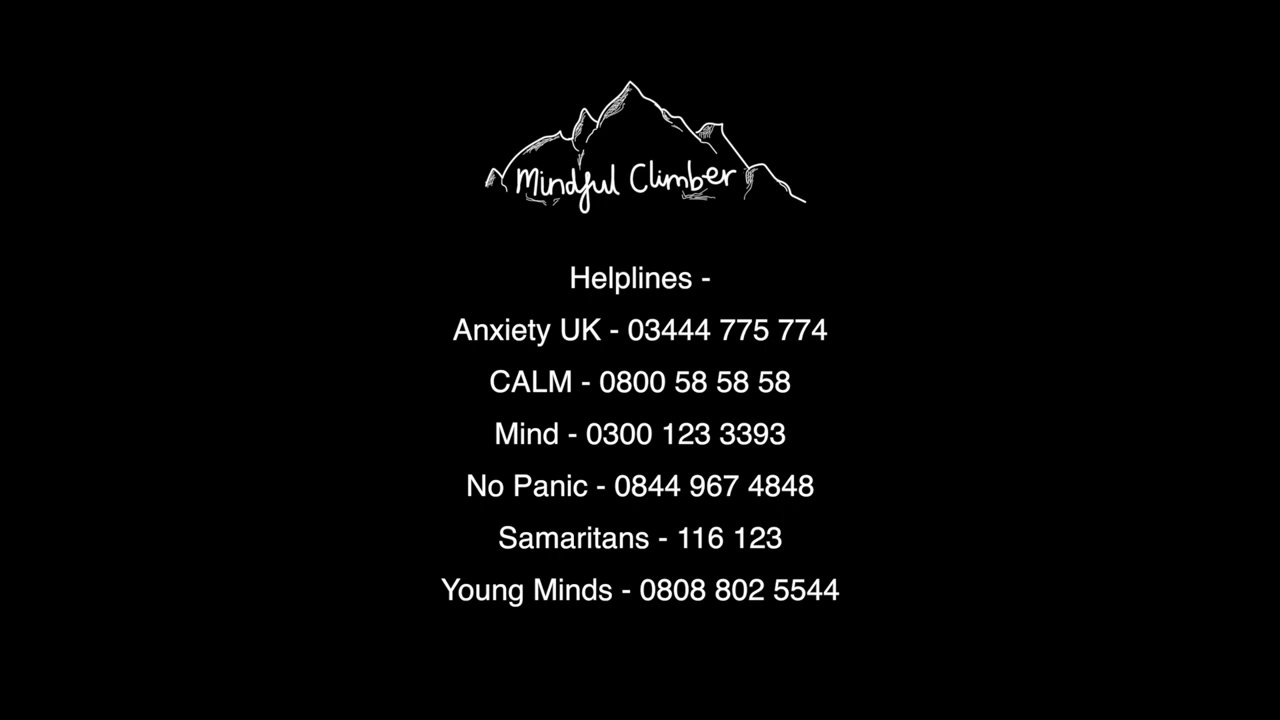 Mindful Climber
Helplines -
Anxiety UK - 03444 775 774
CALM - 0800 58 58 58
Mind - 0300 123 3393
No Panic - 0844 967 4848
Samaritans - 116 123
Young Minds - 0808 802 5544